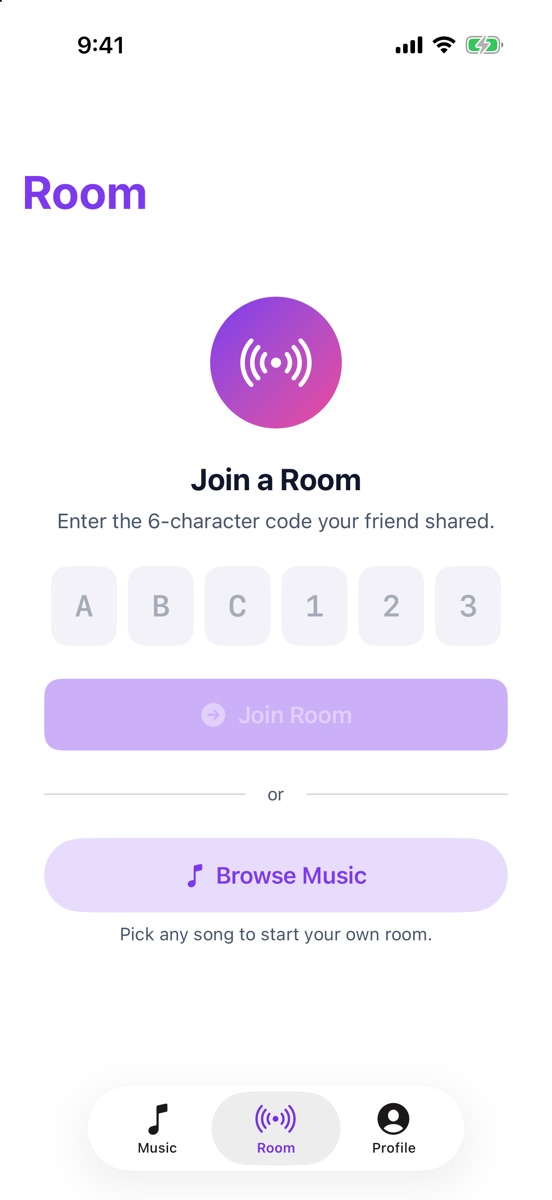 9:41
Room
Join a Room
Enter the 6-character code your friend shared.
A B C 1 2 3
Join Room
or
Browse Music
Pick any song to start your own room.
Music Room Profile